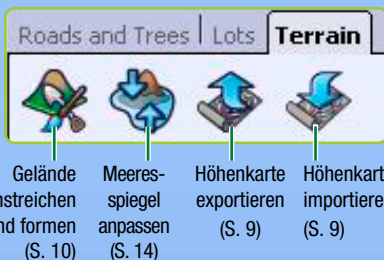 Roads and Trees Lots Terrain
Gelände
nstreichen
nd formen
(S. 10)
Meeres-
spiegel
anpassen
(S. 14)
Höhenkarte
exportieren
(S. 9)
Höhenkart
importiere
(S. 9)